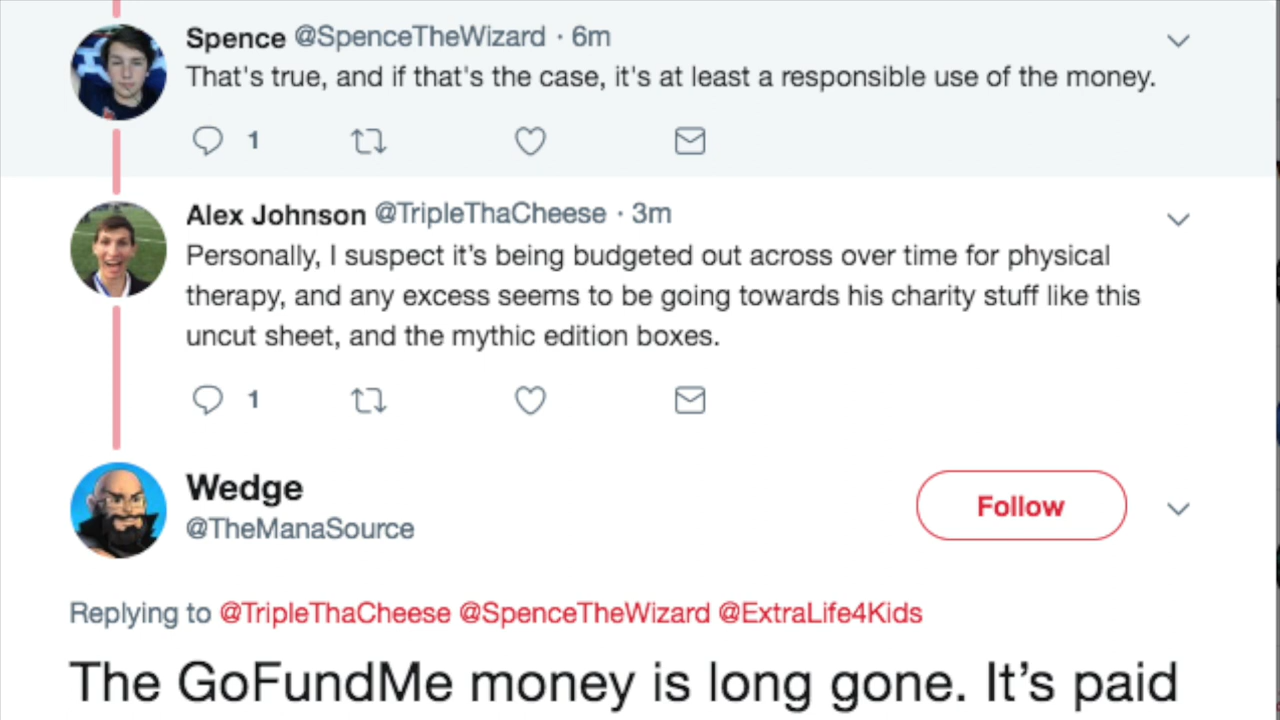 Spence @SpenceTheWizard · 6m
That's true, and if that's the case, it's at least a responsible use of the money.
1
Alex Johnson @TripleThaCheese · 3m
Personally, I suspect it’s being budgeted out across over time for physical
therapy, and any excess seems to be going towards his charity stuff like this
uncut sheet, and the mythic edition boxes.
1
Wedge
@TheManaSource
Follow
Replying to @TripleThaCheese @SpenceTheWizard @ExtraLife4Kids
The GoFundMe money is long gone. It’s paid